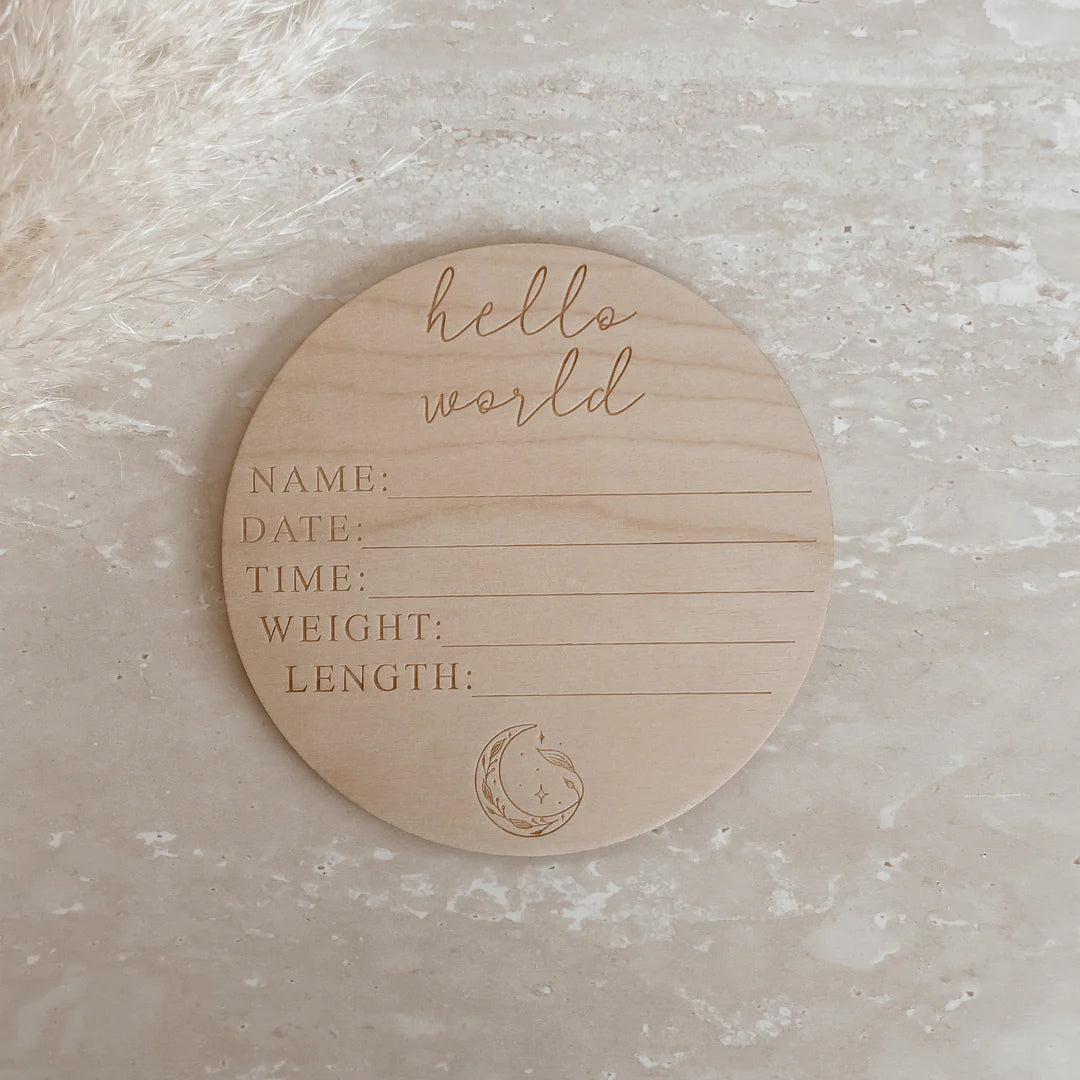 hello
world
NAME:
DATE:
TIME:
WEIGHT:
LENGTH: